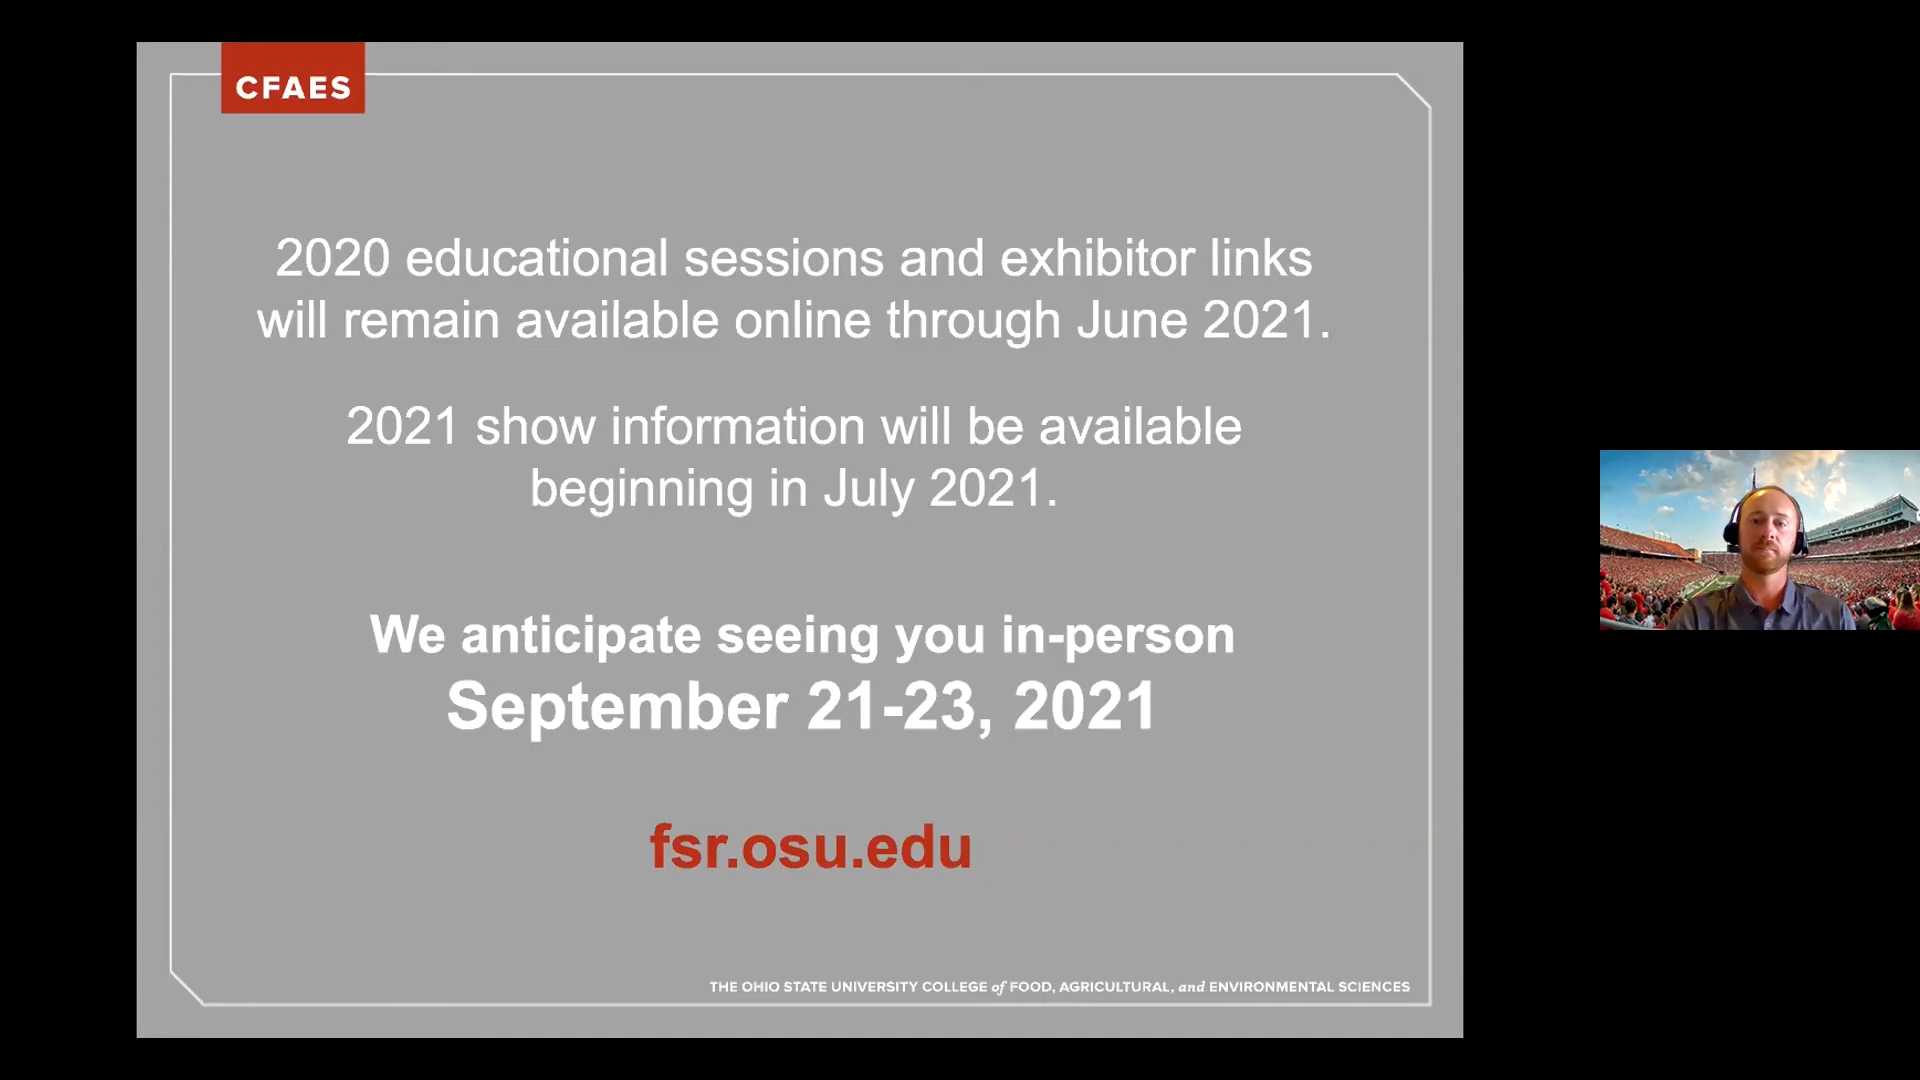 CFAES
2020 educational sessions and exhibitor links
will remain available online through June 2021.
2021 show information will be available
beginning in July 2021.
We anticipate seeing you in-person
September 21-23, 2021
fsr.osu.edu
THE OHIO STATE UNIVERSITY COLLEGE of FOOD, AGRICULTURAL, and ENVIRONMENTAL SCIENCES